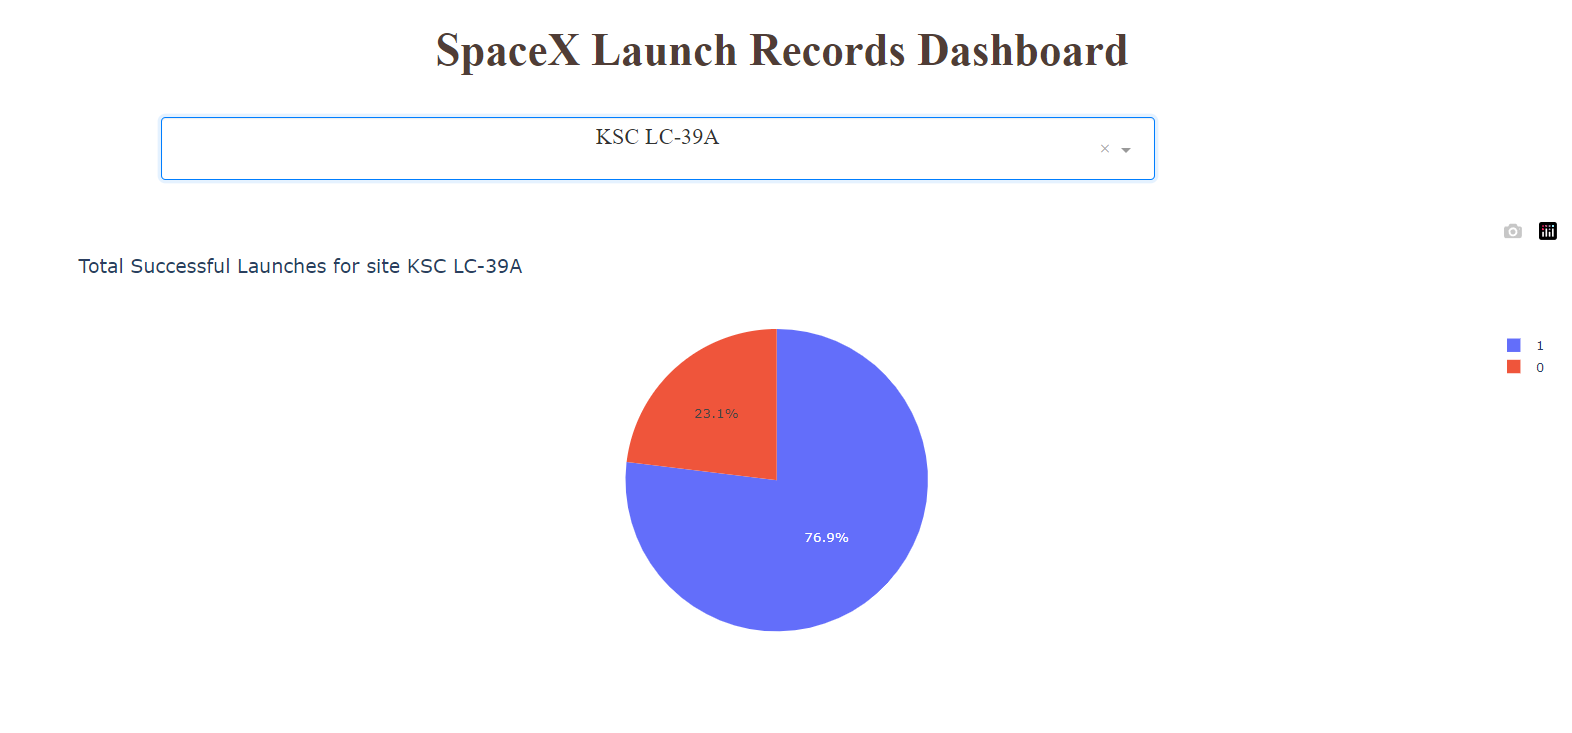 SpaceX Launch Records Dashboard
KSC LC-39A
×
Total Successful Launches for site KSC LC-39A
1
0
23.1%
76.9%